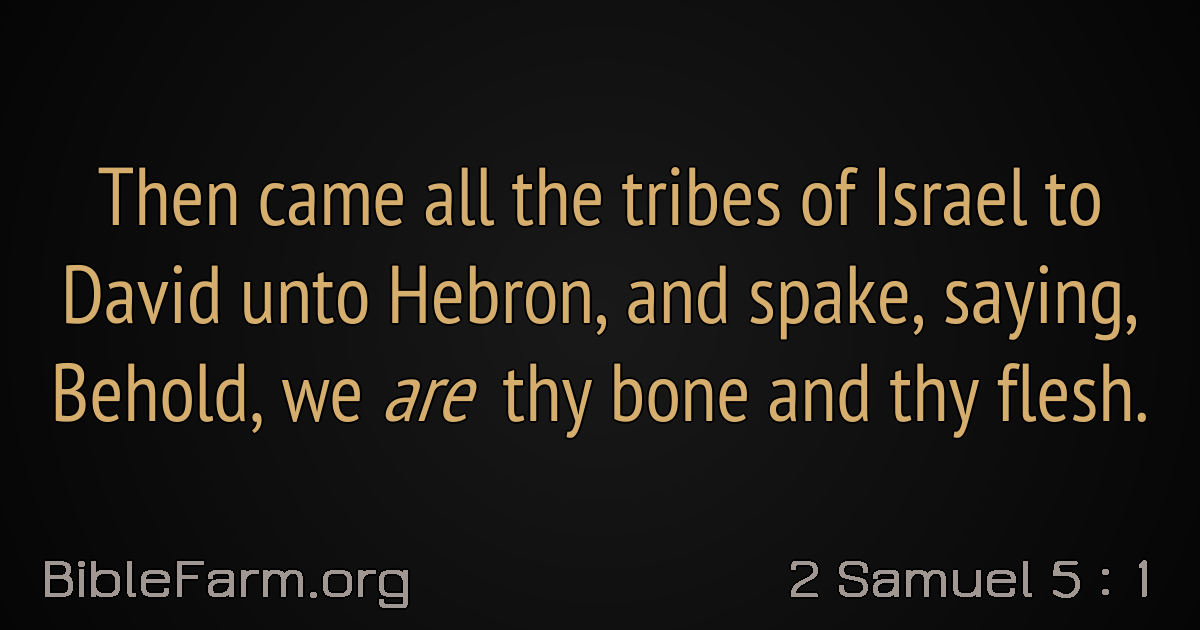 Then came all the tribes of Israel to
David unto Hebron, and spake, saying,
Behold, we are thy bone and thy flesh.
BibleFarm.org
2 Samuel 5 : 1